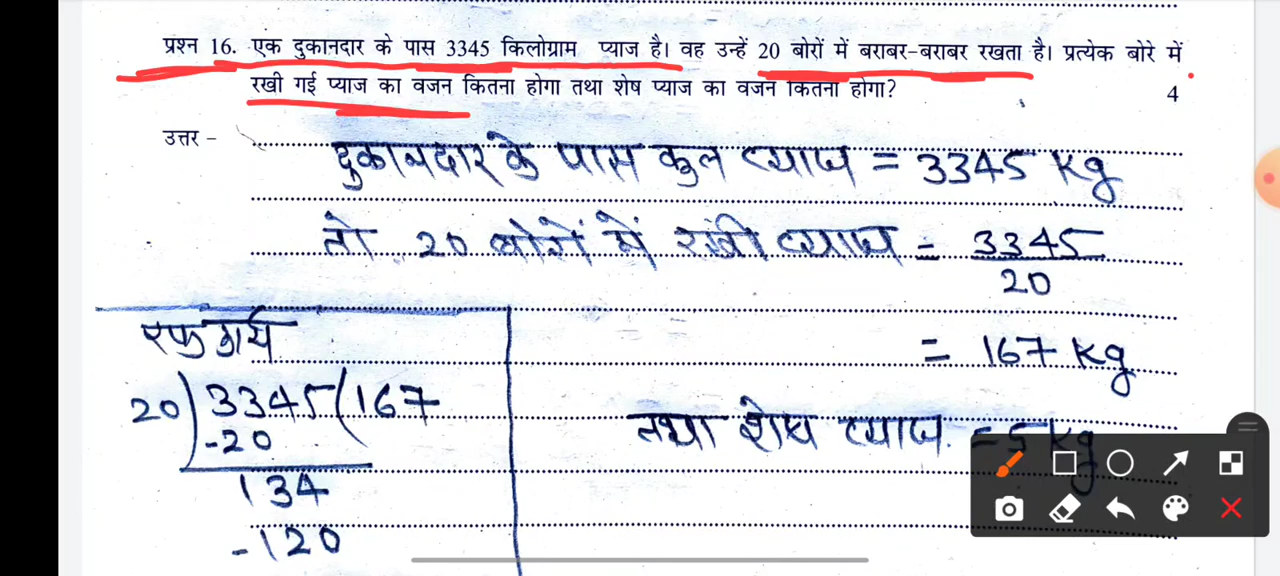 प्रश्न 16. एक दुकानदार के पास 3345 किलोग्राम प्याज है। वह उन्हें 20 बोरों में बराबर-बराबर रखता है। प्रत्येक बोरे में
रखी गई प्याज का वजन कितना होगा तथा शेष प्याज का वजन कितना होगा? 4
उत्तर –
दुकानदार के पास कुल प्याज = 3345 kg
तो 20 बोरों में रखी प्याज = 3345
20
= 167 kg
रफ कार्य
20) 3345 (167
-20
134
-120
तथा शेष प्याज = 5 kg